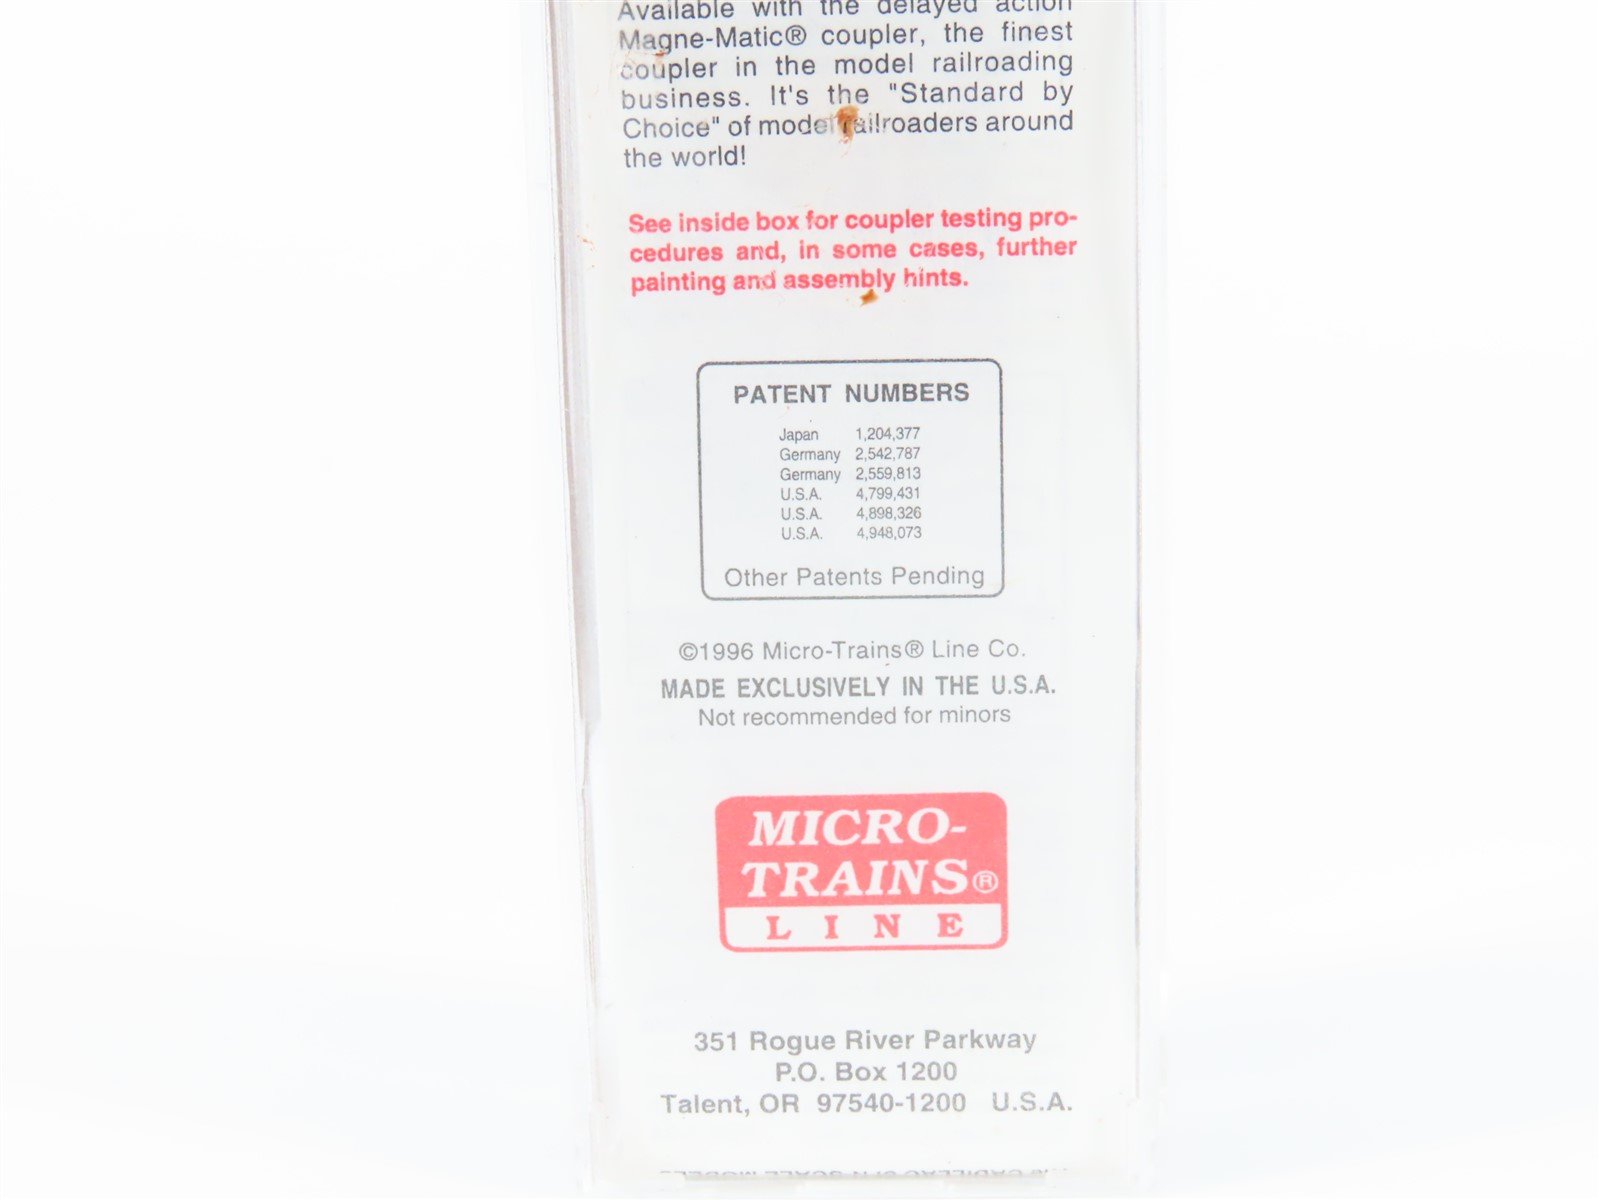 Available with the delayed action
Magne-Matic® coupler, the finest
coupler in the model railroading
business. It's the "Standard by
Choice" of model railroaders around
the world!
See inside box for coupler testing pro-
cedures and, in some cases, further
painting and assembly hints.
PATENT NUMBERS
Japan 1,204,377
Germany 2,542,787
Germany 2,559,813
U.S.A. 4,799,431
U.S.A. 4,898,326
U.S.A. 4,948,073
Other Patents Pending
©1996 Micro-Trains® Line Co.
MADE EXCLUSIVELY IN THE U.S.A.
Not recommended for minors
MICRO-
TRAINS®
LINE
351 Rogue River Parkway
P.O. Box 1200
Talent, OR 97540-1200 U.S.A.